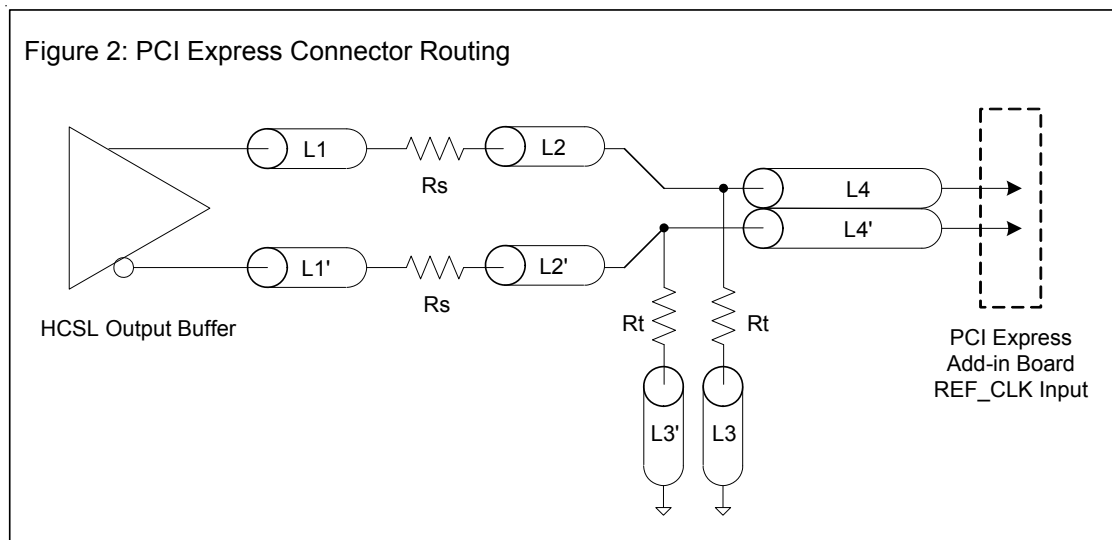 Figure 2: PCI Express Connector Routing
L1
Rs
L2
L4
L4'
L1'
Rs
L2'
HCSL Output Buffer
Rt
Rt
L3'
L3
PCI Express
Add-in Board
REF_CLK Input